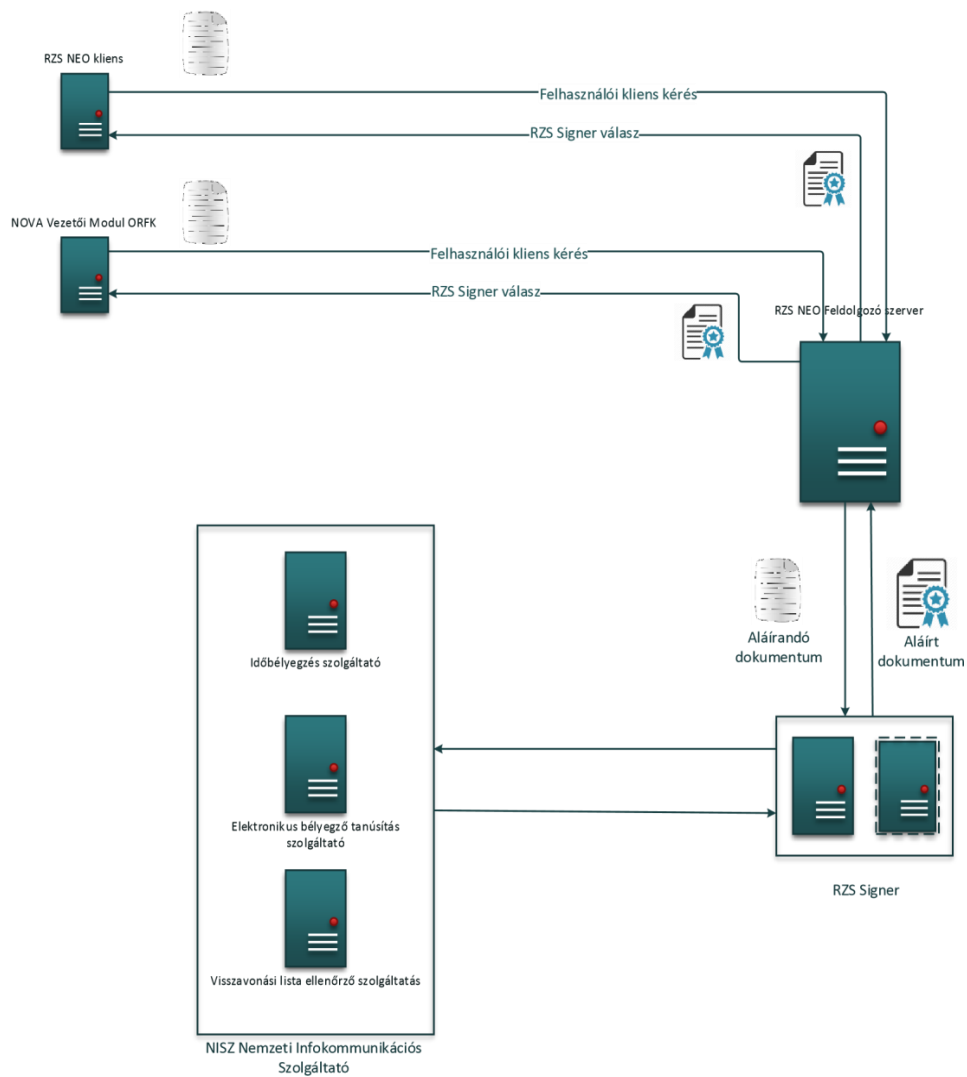 RZS NEO kliens
Felhasználói kliens kérés
RZS Signer válasz
NOVA Vezetői Modul ORFK
Felhasználói kliens kérés
RZS Signer válasz
RZS NEO Feldolgozó szerver
Aláírandó
dokumentum
Aláírt
dokumentum
Időbélyegzés szolgáltató
Elektronikus bélyegző tanúsítás
szolgáltató
Visszavonási lista ellenőrző szolgáltatás
RZS Signer
NISZ Nemzeti Infokommunikációs
Szolgáltató